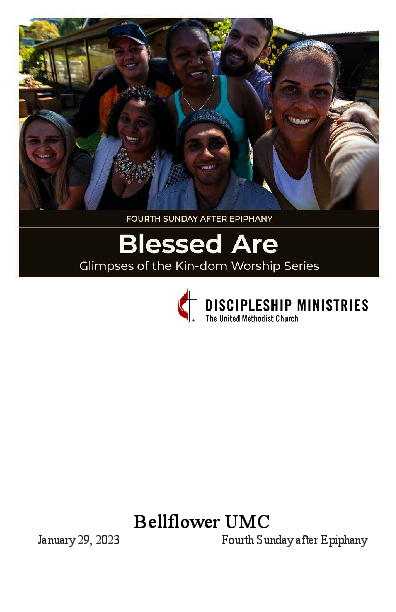 FOURTH SUNDAY AFTER EPIPHANY
Blessed Are
Glimpses of the Kin-dom Worship Series
DISCIPLESHIP MINISTRIES
The United Methodist Church
Bellflower UMC
January 29, 2023 Fourth Sunday after Epiphany